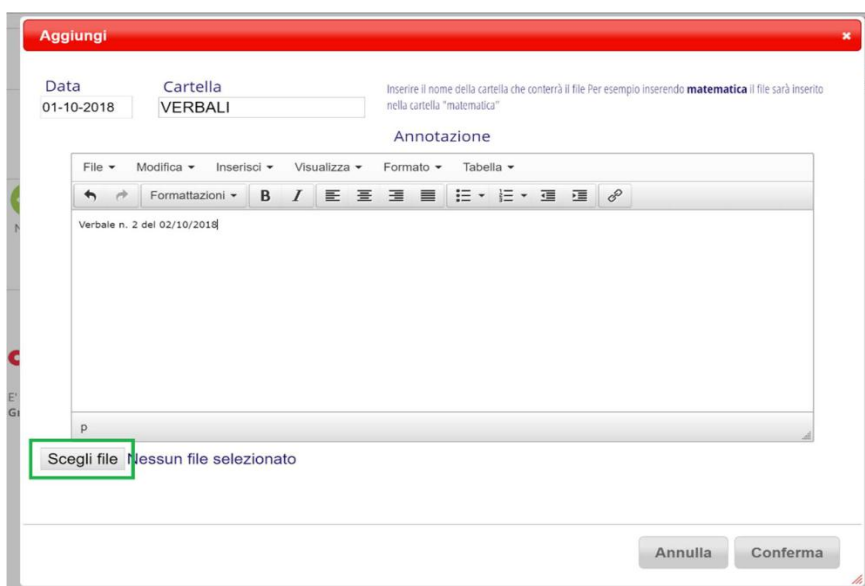 Aggiungi
Data Cartella
01-10-2018 VERBALI
Inserire il nome della cartella che conterrà il file Per esempio inserendo matematica il file sarà inserito
nella cartella "matematica"
Annotazione
File Modifica Inserisci Visualizza Formato Tabella
Formattazioni B I
Verbale n. 2 del 02/10/2018
p
Scegli file Nessun file selezionato
Annulla Conferma